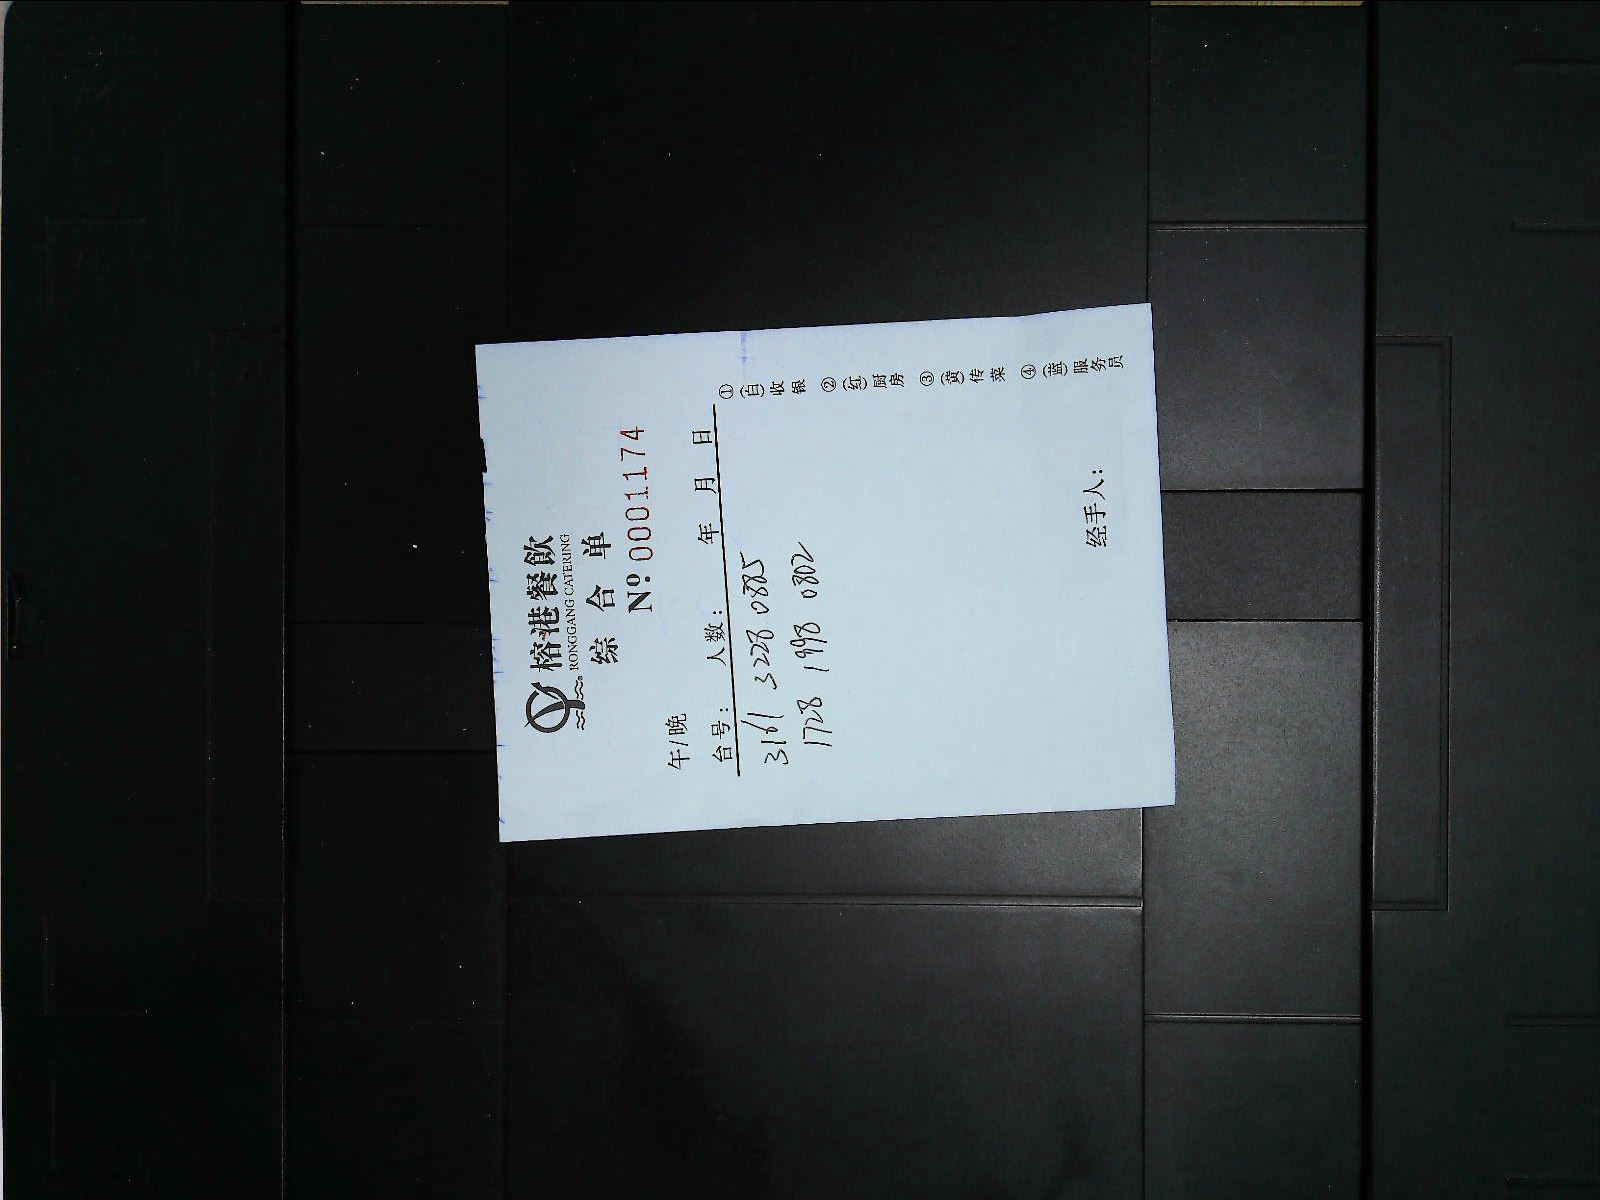 榕港餐飲
RONGGANG CATERING
综合单
Nº:0001174
午/晚
台号: 人数: 年 月 日
3161 3228 0885
1728 1998 0802
①(白)收银 ②(红)厨房 ③(黄)传菜 ④(蓝)服务员
经手人: